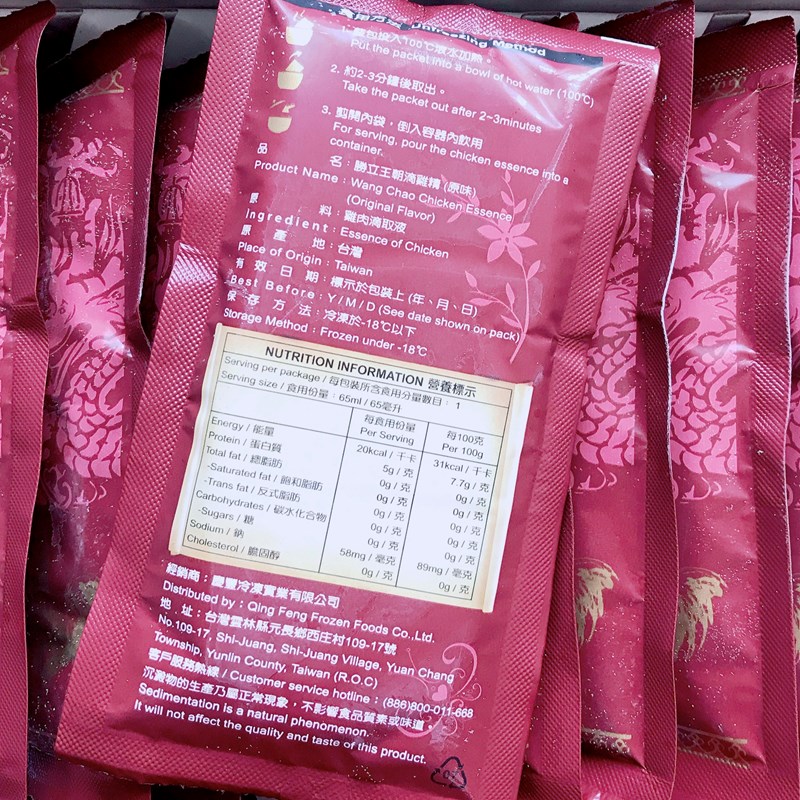 食用方法 Unfreezing Method
1. 整包投入100℃滾水加熱。
Put the packet into a bowl of hot water (100℃)
2. 約2-3分鐘後取出。
Take the packet out after 2~3minutes
3. 剪開內袋，倒入容器內飲用
For serving, pour the chicken essence into a
container.
品 名：勝立王朝滴雞精 (原味)
Product Name : Wang Chao Chicken Essence
(Original Flavor)
原 料：雞肉滴取液
Ingredient : Essence of Chicken
原 產 地：台灣
Place of Origin : Taiwan
有 效 日 期：標示於包裝上 (年、月、日)
Best Before : Y / M / D (See date shown on pack)
保 存 方 法：冷凍於-18℃以下
Storage Method : Frozen under -18℃
NUTRITION INFORMATION 營養標示
Serving per package / 每包裝所含食用分量數目： 1
Serving size / 食用份量：65ml / 65毫升
每食用份量 每100克
Per Serving Per 100g
Energy / 能量 20kcal / 千卡 31kcal / 千卡
Protein / 蛋白質 5g / 克 7.7g / 克
Total fat / 總脂肪 0g / 克 0g / 克
-Saturated fat / 飽和脂肪 0g / 克 0g / 克
-Trans fat / 反式脂肪 0g / 克 0g / 克
Carbohydrates / 碳水化合物 0g / 克 0g / 克
-Sugars / 糖 0g / 克 0g / 克
Sodium / 鈉 58mg / 毫克 89mg / 毫克
Cholesterol / 膽固醇 0g / 克 0g / 克
經銷商：慶豐冷凍實業有限公司
Distributed by : Qing Feng Frozen Foods Co.,Ltd.
地 址：台灣雲林縣元長鄉西庄村109-17號
No.109-17, Shi-Juang, Shi-Juang Village, Yuan Chang
Township, Yunlin County, Taiwan (R.O.C)
客戶服務熱線 / Customer service hotline : (886)800-011-668
沉澱物的生產乃屬正常現象，不影響食品質素或味道。
Sedimentation is a natural phenomenon.
It will not affect the quality and taste of this product.